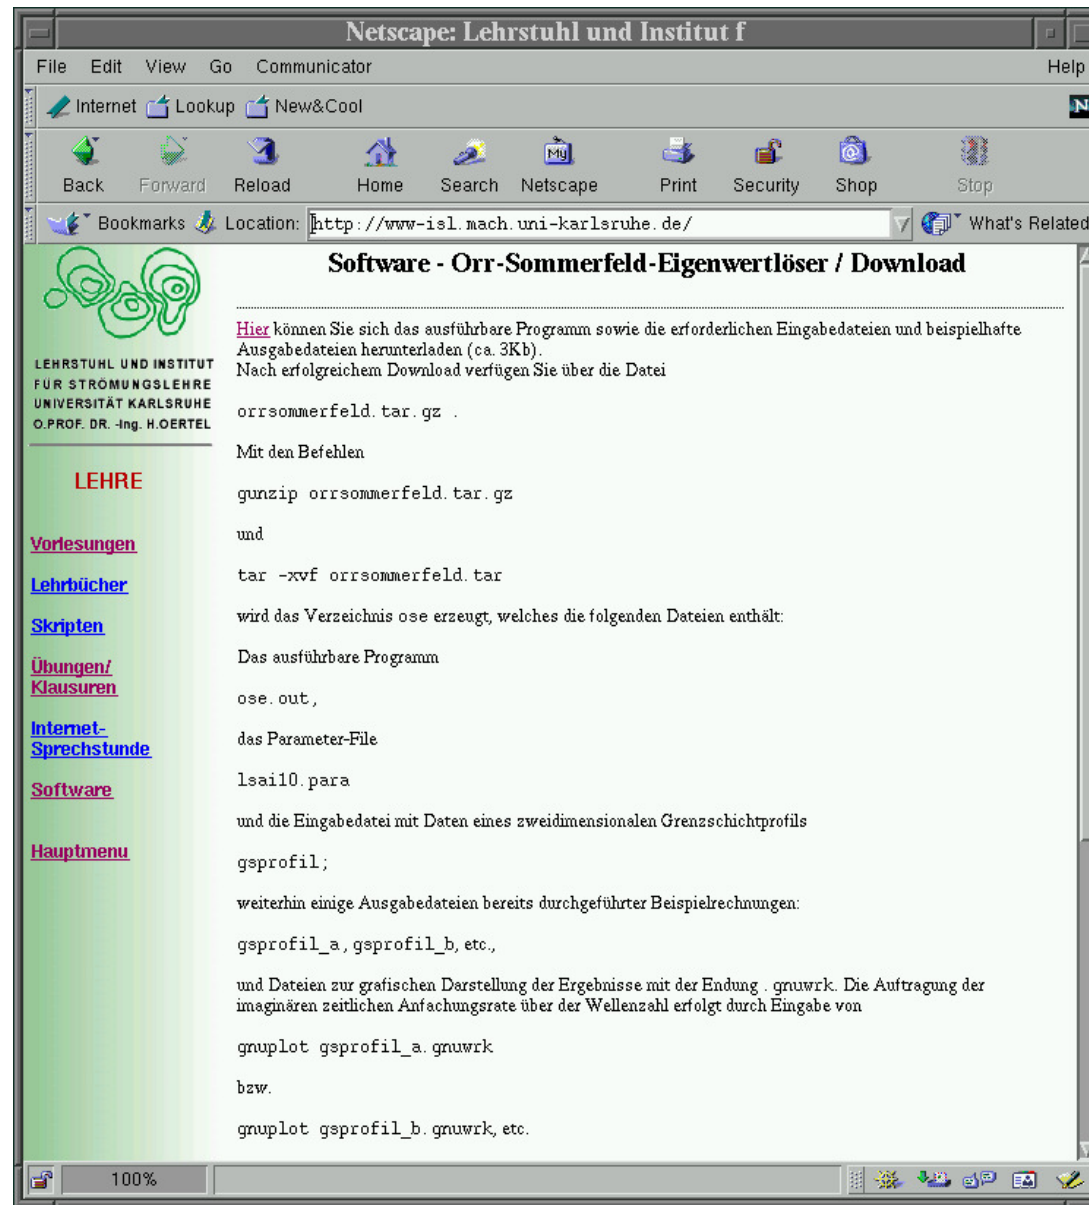 Netscape: Lehrstuhl und Institut f
File Edit View Go Communicator Help
Internet Lookup New&Cool
N
Back Forward Reload Home Search Netscape Print Security Shop Stop
My
Bookmarks Location: http://www-isl.mach.uni-karlsruhe.de/ What's Related
LEHRSTUHL UND INSTITUT
FÜR STRÖMUNGSLEHRE
UNIVERSITÄT KARLSRUHE
O.PROF. DR. -Ing. H.OERTEL
LEHRE
Vorlesungen
Lehrbücher
Skripten
Übungen/
Klausuren
Internet-
Sprechstunde
Software
Hauptmenu
Software - Orr-Sommerfeld-Eigenwertlöser / Download
Hier können Sie sich das ausführbare Programm sowie die erforderlichen Eingabedateien und beispielhafte
Ausgabedateien herunterladen (ca. 3Kb).
Nach erfolgreichem Download verfügen Sie über die Datei
orrsommerfeld.tar.gz .
Mit den Befehlen
gunzip orrsommerfeld.tar.gz
und
tar -xvf orrsommerfeld.tar
wird das Verzeichnis ose erzeugt, welches die folgenden Dateien enthält:
Das ausführbare Programm
ose.out,
das Parameter-File
lsai10.para
und die Eingabedatei mit Daten eines zweidimensionalen Grenzschichtprofils
gsprofil;
weiterhin einige Ausgabedateien bereits durchgeführter Beispielrechnungen:
gsprofil_a, gsprofil_b, etc.,
und Dateien zur grafischen Darstellung der Ergebnisse mit der Endung .gnuwrk. Die Auftragung der
imaginären zeitlichen Anfachungsrate über der Wellenzahl erfolgt durch Eingabe von
gnuplot gsprofil_a.gnuwrk
bzw.
gnuplot gsprofil_b.gnuwrk, etc.
100%